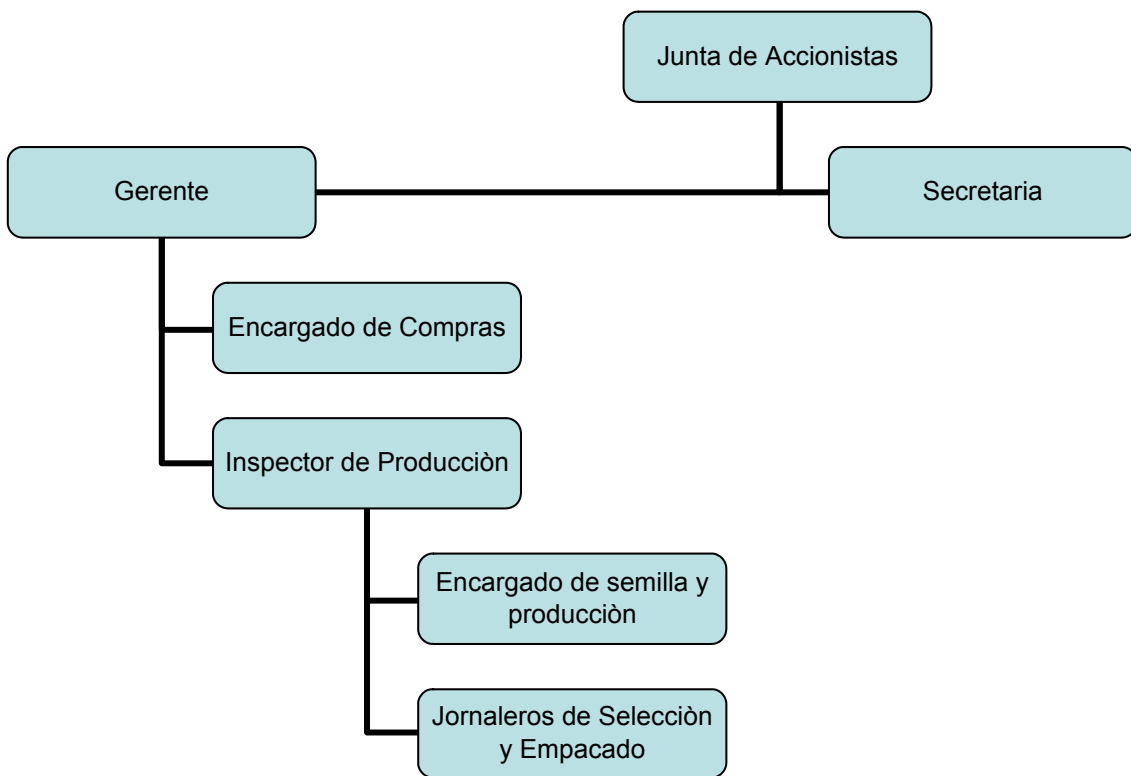 Junta de Accionistas
Gerente
Secretaria
Encargado de Compras
Inspector de Producciòn
Encargado de semilla y
producciòn
Jornaleros de Selecciòn
y Empacado